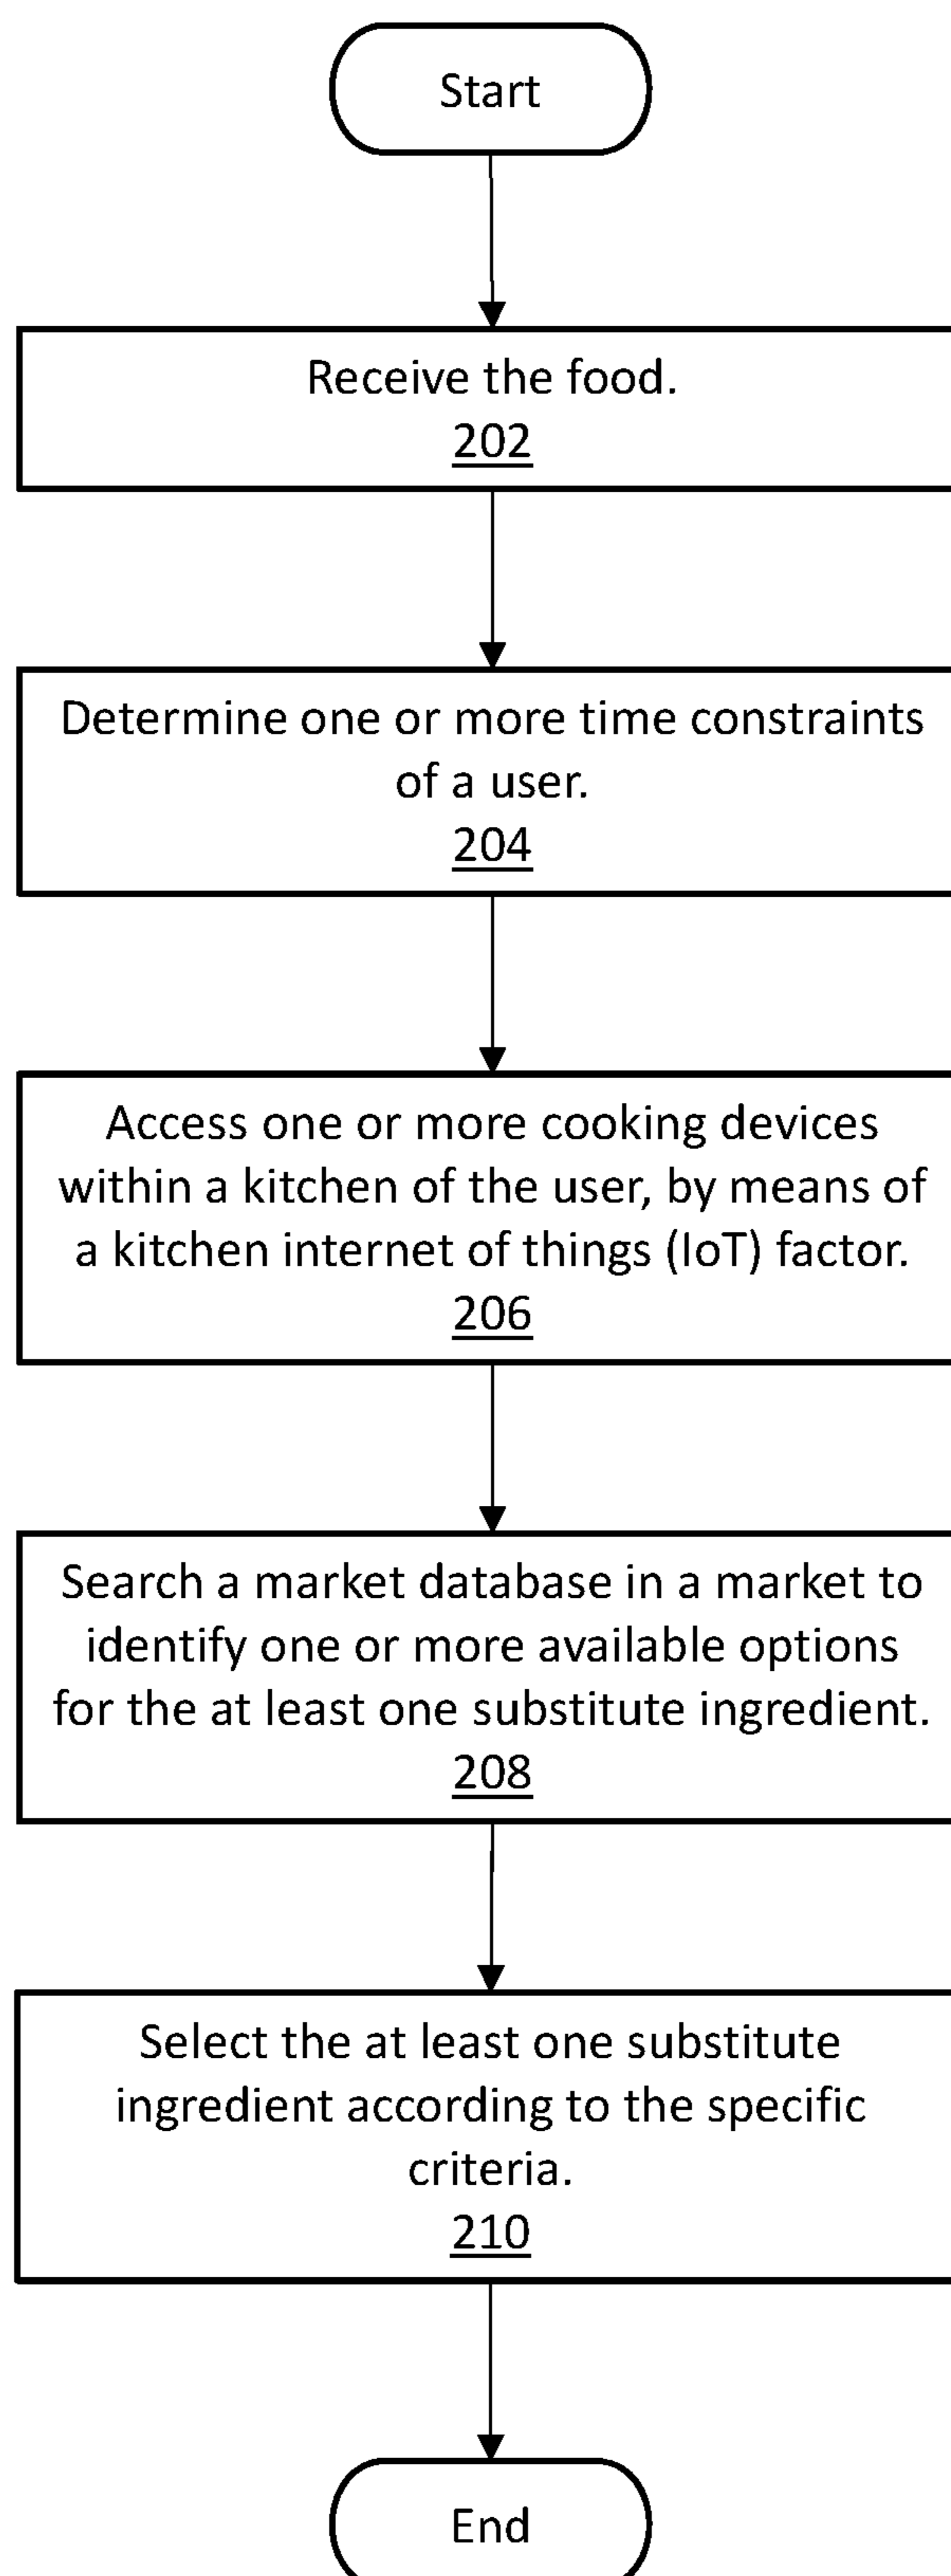 Start
Receive the food.
202
Determine one or more time constraints
of a user.
204
Access one or more cooking devices
within a kitchen of the user, by means of
a kitchen internet of things (IoT) factor.
206
Search a market database in a market to
identify one or more available options
for the at least one substitute ingredient.
208
Select the at least one substitute
ingredient according to the specific
criteria.
210
End